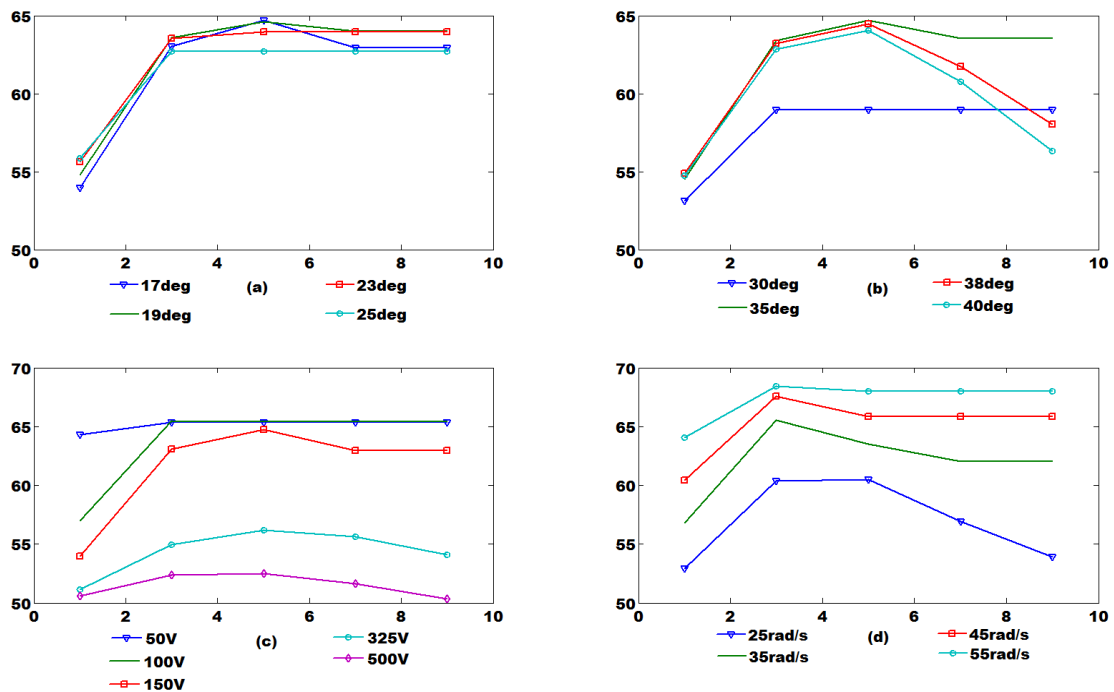 65
60
55
50
0 2 4 6 8 10
17deg (a) 23deg
19deg 25deg
65
60
55
50
0 2 4 6 8 10
30deg (b) 38deg
35deg 40deg
70
65
60
55
50
0 2 4 6 8 10
50V (c) 325V
100V 500V
150V
70
65
60
55
50
0 2 4 6 8 10
25rad/s (d) 45rad/s
35rad/s 55rad/s